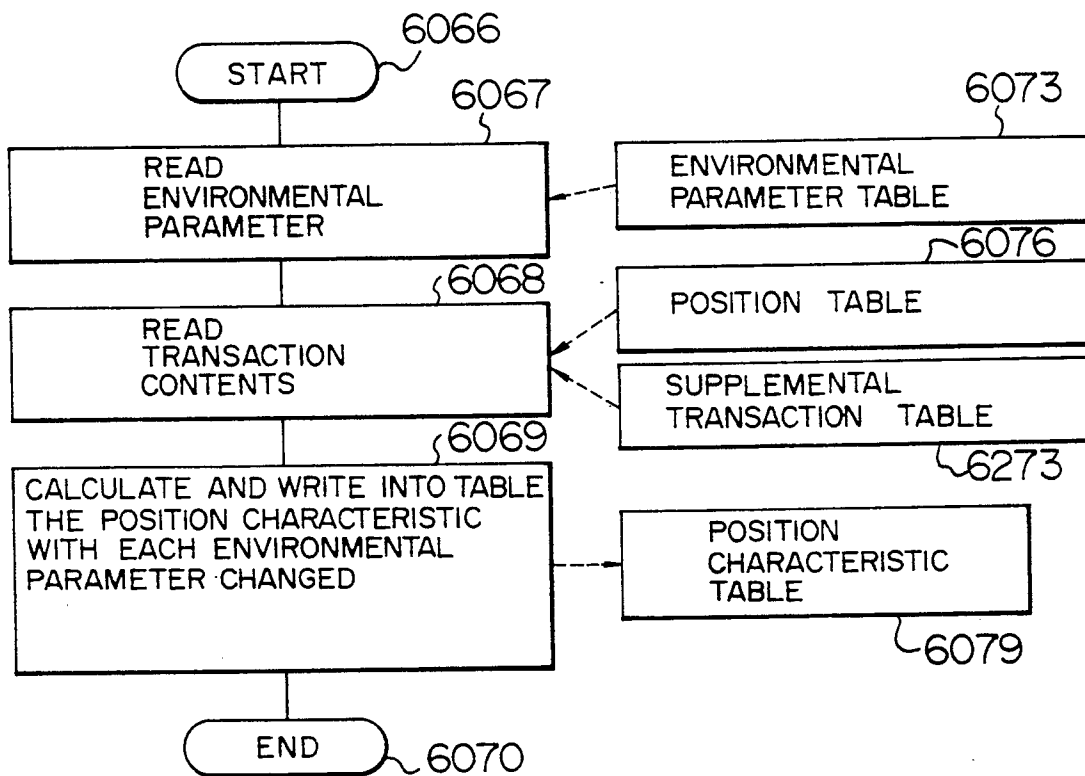 6066
START
6067
6073
READ
ENVIRONMENTAL
PARAMETER
ENVIRONMENTAL
PARAMETER TABLE
6068
6076
READ
TRANSACTION
CONTENTS
POSITION TABLE
SUPPLEMENTAL
TRANSACTION TABLE
6069
6273
CALCULATE AND WRITE INTO TABLE
THE POSITION CHARACTERISTIC
WITH EACH ENVIRONMENTAL
PARAMETER CHANGED
POSITION
CHARACTERISTIC
TABLE
6079
END
6070